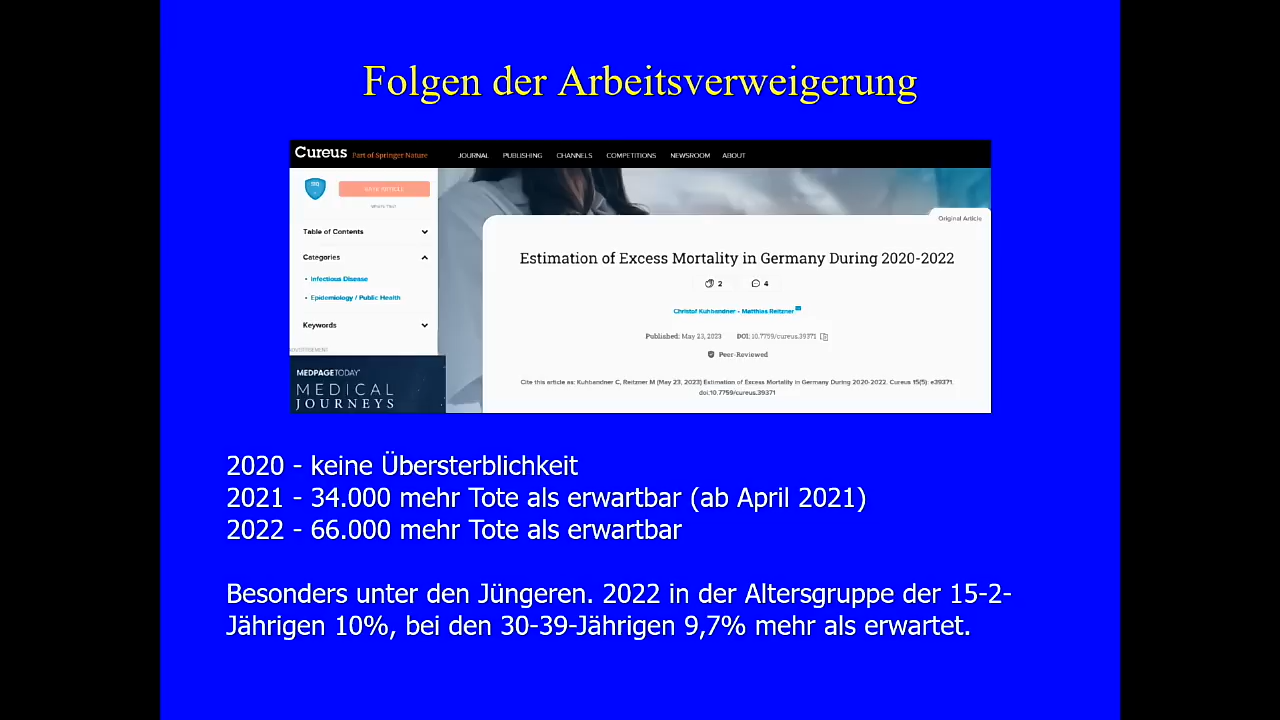 Folgen der Arbeitsverweigerung
Cureus Part of Springer Nature JOURNAL PUBLISHING CHANNELS COMPETITIONS NEWSROOM ABOUT
Original Article
Table of Contents
Categories
• Infectious Disease
• Epidemiology / Public Health
Keywords
ADVERTISEMENT
MEDPAGETODAY
MEDICAL
JOURNEYS
Estimation of Excess Mortality in Germany During 2020-2022
2 4
Christof Kuhbandner • Matthias Reitzner
Published: May 23, 2023 DOI: 10.7759/cureus.39371
Peer-Reviewed
Cite this article as: Kuhbandner C, Reitzner M (May 23, 2023) Estimation of Excess Mortality in Germany During 2020-2022. Cureus 15(5): e39371.
doi:10.7759/cureus.39371
2020 - keine Übersterblichkeit
2021 - 34.000 mehr Tote als erwartbar (ab April 2021)
2022 - 66.000 mehr Tote als erwartbar
Besonders unter den Jüngeren. 2022 in der Altersgruppe der 15-2-
Jährigen 10%, bei den 30-39-Jährigen 9,7% mehr als erwartet.